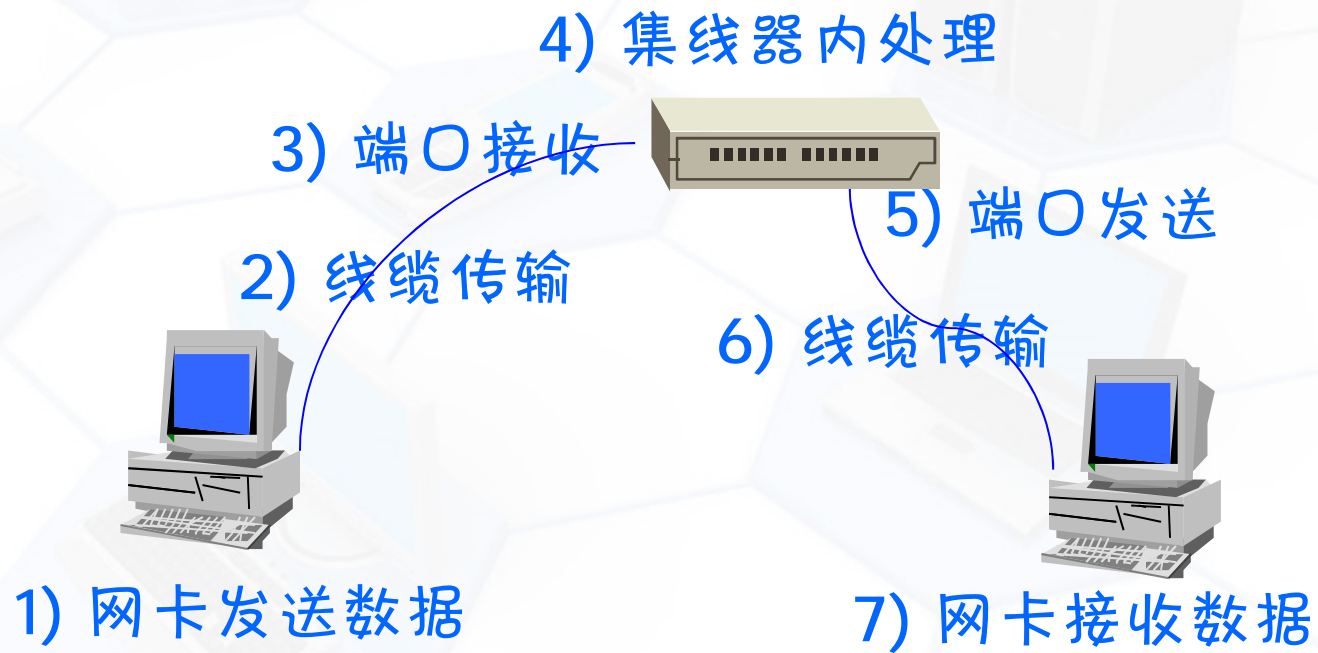 4) 集线器内处理
3) 端口接收
5) 端口发送
2) 线缆传输
6) 线缆传输
1) 网卡发送数据
7) 网卡接收数据